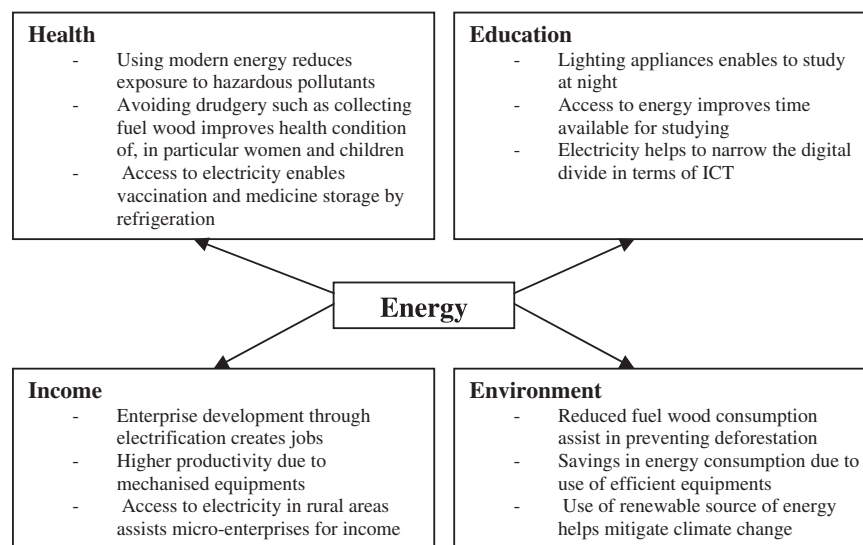 Health
- Using modern energy reduces
exposure to hazardous pollutants
- Avoiding drudgery such as collecting
fuel wood improves health condition
of, in particular women and children
- Access to electricity enables
vaccination and medicine storage by
refrigeration
Education
- Lighting appliances enables to study
at night
- Access to energy improves time
available for studying
- Electricity helps to narrow the digital
divide in terms of ICT
Energy
Income
- Enterprise development through
electrification creates jobs
- Higher productivity due to
mechanised equipments
- Access to electricity in rural areas
assists micro-enterprises for income
Environment
- Reduced fuel wood consumption
assist in preventing deforestation
- Savings in energy consumption due to
use of efficient equipments
- Use of renewable source of energy
helps mitigate climate change